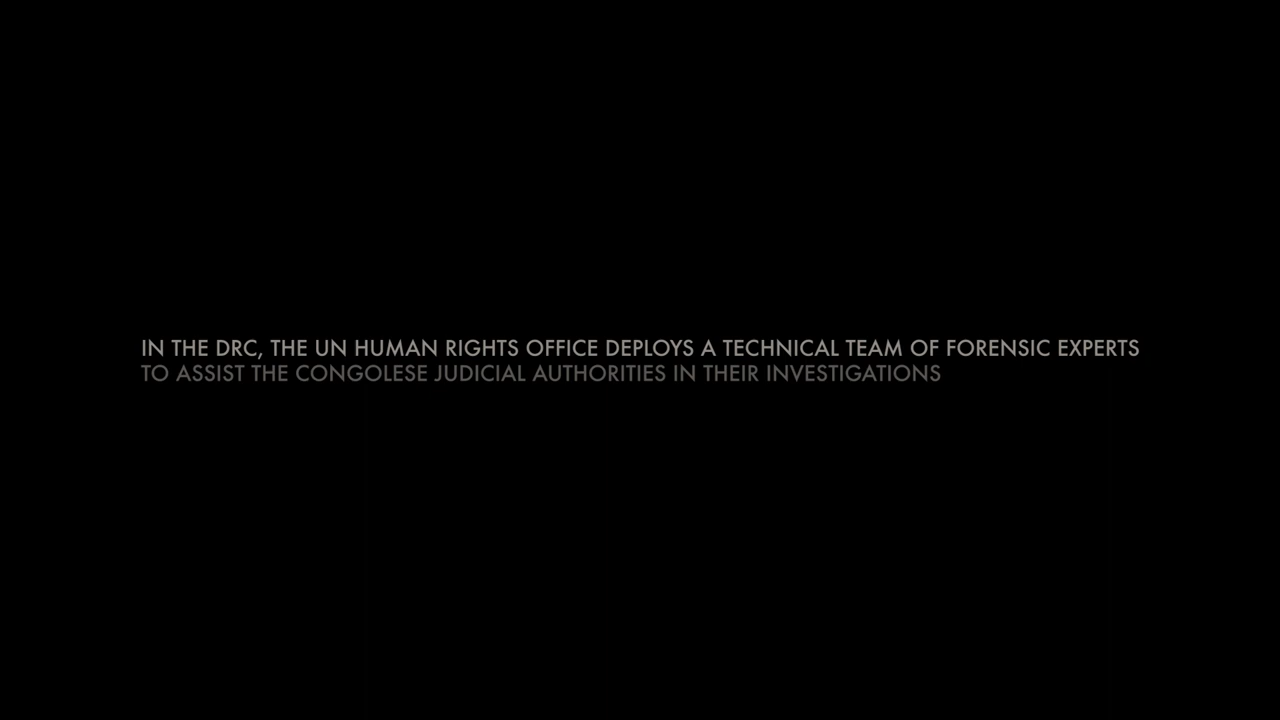 IN THE DRC, THE UN HUMAN RIGHTS OFFICE DEPLOYS A TECHNICAL TEAM OF FORENSIC EXPERTS
TO ASSIST THE CONGOLESE JUDICIAL AUTHORITIES IN THEIR INVESTIGATIONS